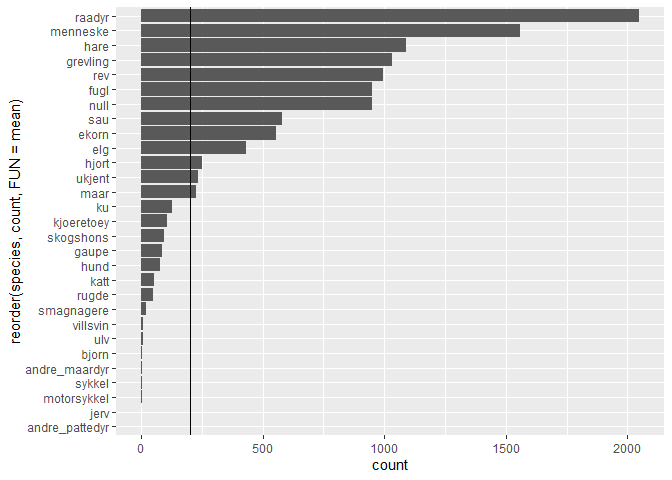 raadyr
menneske
hare
grevling
rev
fugl
null
sau
ekorn
elg
hjort
ukjent
maar
ku
kjoeretoey
skogshons
gaupe
hund
katt
rugde
smagnagere
villsvin
ulv
bjorn
andre_maardyr
sykkel
motorsykkel
jerv
andre_pattedyr
reorder(species, count, FUN = mean)
0 500 1000 1500 2000
count